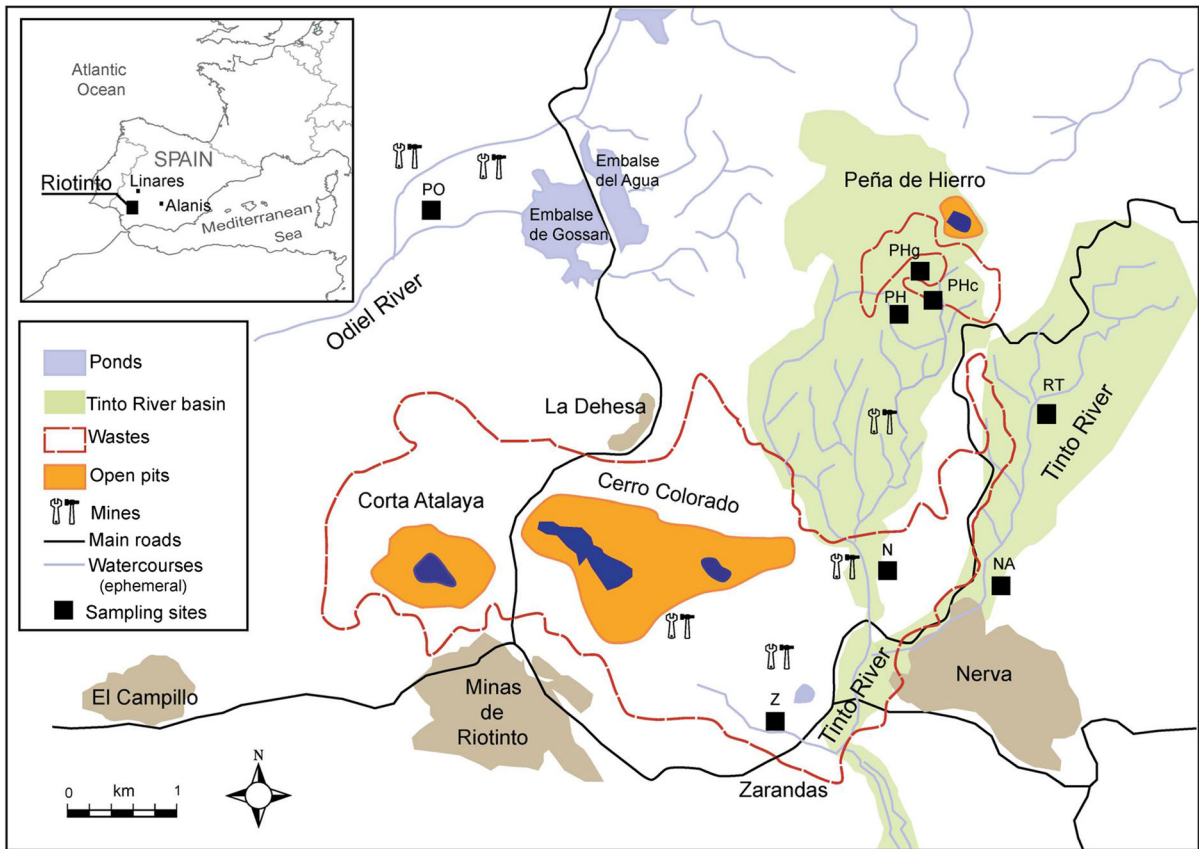 Atlantic
Ocean
SPAIN
Riotinto
Linares
Alanis
Mediterranean
Sea
Ponds
Tinto River basin
Wastes
Open pits
Mines
Main roads
Watercourses
(ephemeral)
Sampling sites
PO
Embalse
del Agua
Embalse
de Gossan
Odiel River
Peña de Hierro
PHg
PHc
PH
RT
Tinto River
La Dehesa
Corta Atalaya
Cerro Colorado
N
NA
Z
Tinto River
Nerva
El Campillo
Minas
de
Riotinto
Zarandas
0 km 1
N